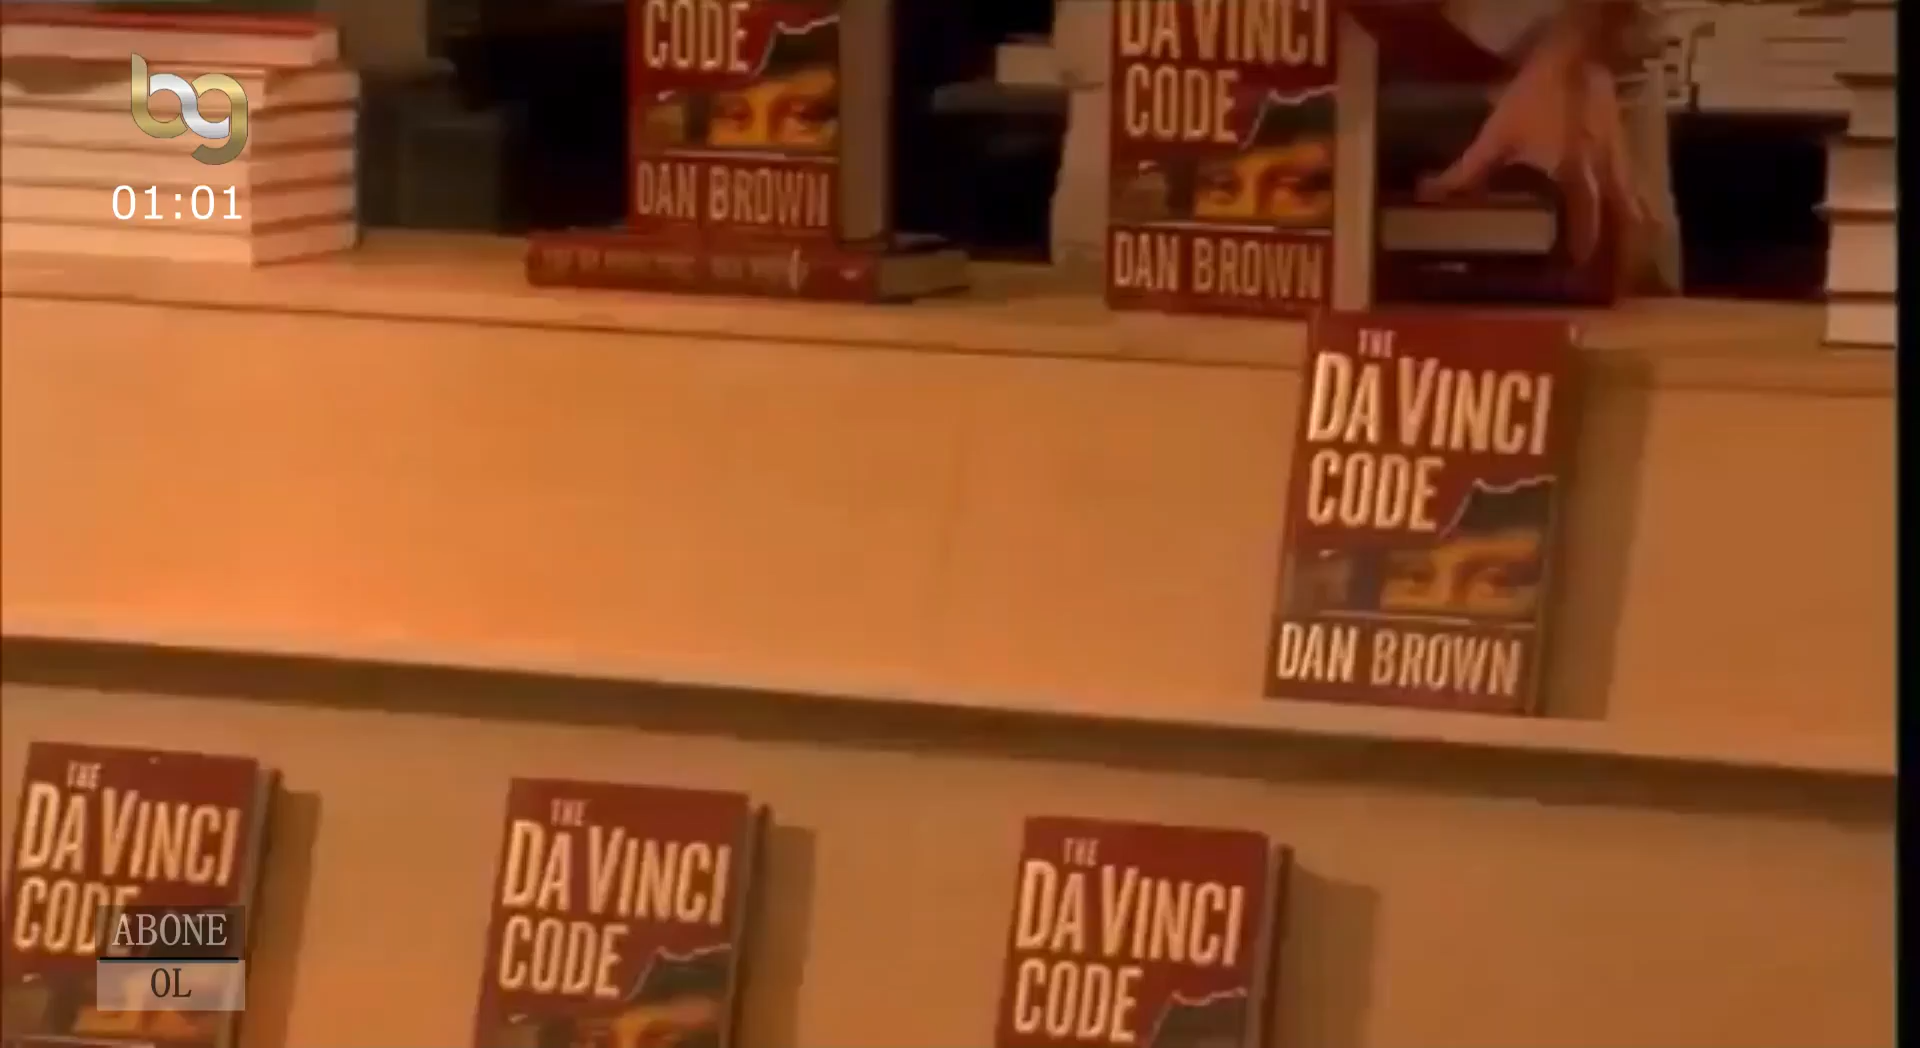 bg
01:01
CODE
DAN BROWN
DA VINCI
CODE
DAN BROWN
THE
DA VINCI
CODE
DAN BROWN
THE
DA VINCI
CODE
THE
DA VINCI
CODE
THE
DA VINCI
CODE
ABONE
OL